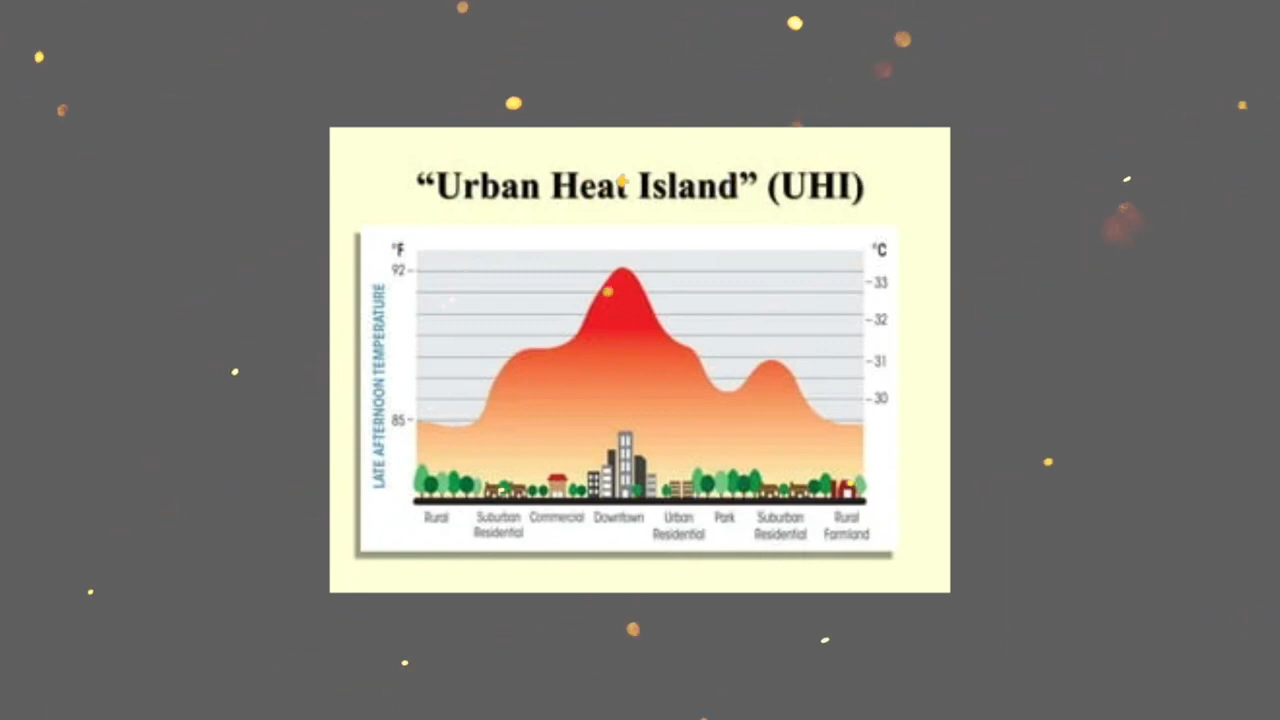 “Urban Heat Island” (UHI)
°F
°C
92
33
32
31
30
85
LATE AFTERNOON TEMPERATURE
Rural
Suburban
Residential
Commercial
Downtown
Urban
Residential
Park
Suburban
Residential
Rural
Farmland